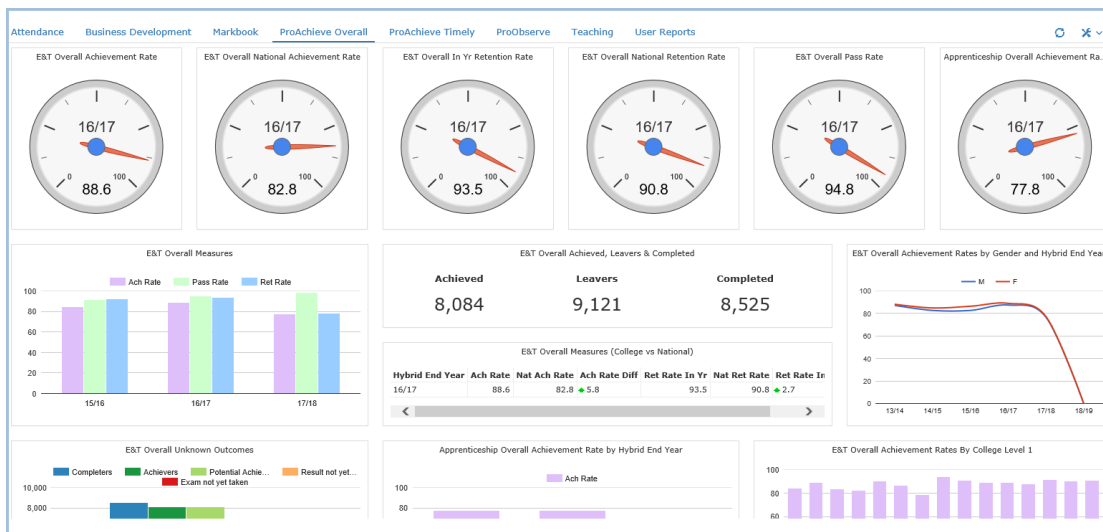 Attendance Business Development Markbook ProAchieve Overall ProAchieve Timely ProObserve Teaching User Reports
E&T Overall Achievement Rate
16/17
0 100
88.6
E&T Overall National Achievement Rate
16/17
0 100
82.8
E&T Overall In Yr Retention Rate
16/17
0 100
93.5
E&T Overall National Retention Rate
16/17
0 100
90.8
E&T Overall Pass Rate
16/17
0 100
94.8
Apprenticeship Overall Achievement Ra...
16/17
0 100
77.8
E&T Overall Measures
Ach Rate Pass Rate Ret Rate
100
80
60
40
20
0
15/16 16/17 17/18
E&T Overall Achieved, Leavers & Completed
Achieved Leavers Completed
8,084 9,121 8,525
E&T Overall Measures (College vs National)
Hybrid End Year Ach Rate Nat Ach Rate Ach Rate Diff Ret Rate In Yr Nat Ret Rate Ret Rate In
16/17 88.6 82.8 5.8 93.5 90.8 2.7
E&T Overall Achievement Rates by Gender and Hybrid End Year
M F
100
80
60
40
20
0
13/14 14/15 15/16 16/17 17/18 18/19
E&T Overall Unknown Outcomes
Completers Achievers Potential Achie... Result not yet...
Exam not yet taken
10,000
8,000
Apprenticeship Overall Achievement Rate by Hybrid End Year
Ach Rate
100
80
E&T Overall Achievement Rates By College Level 1
100
80
60